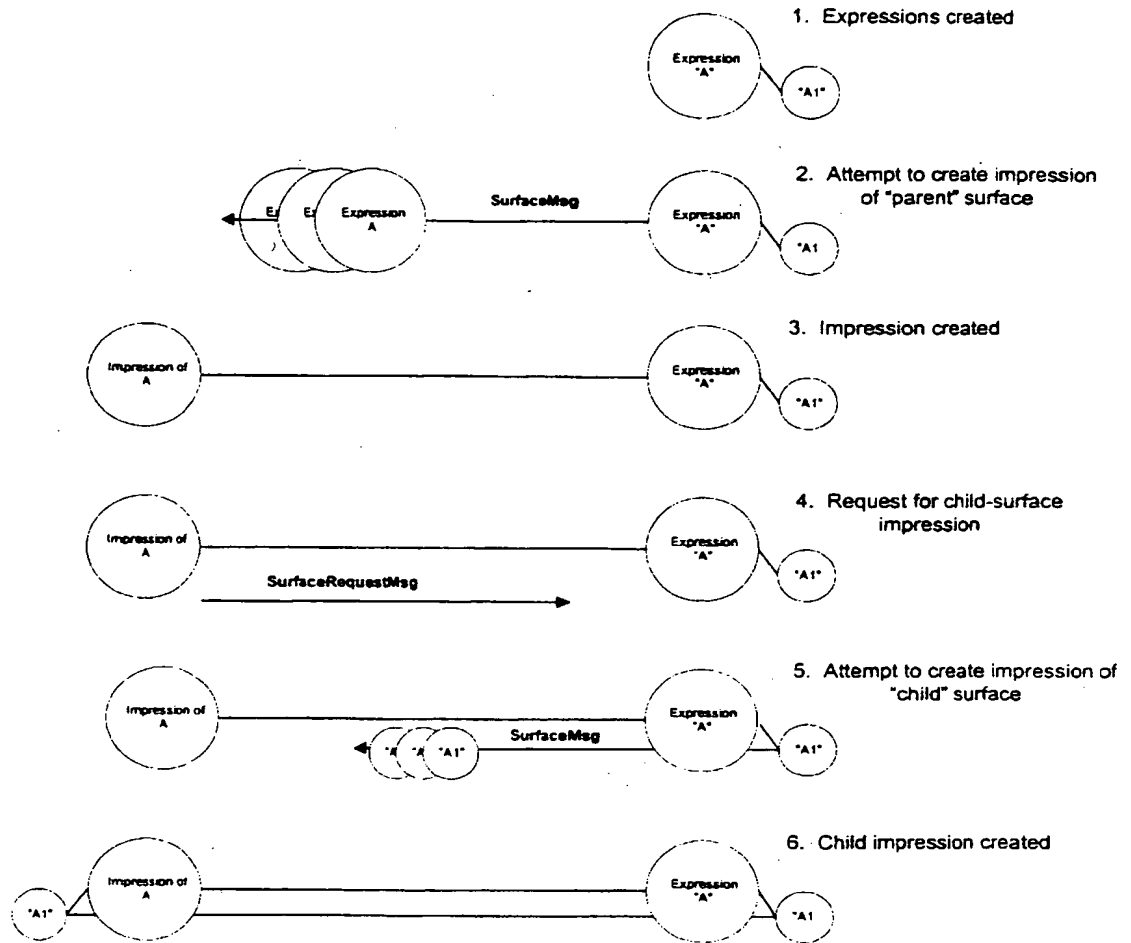 1. Expressions created
Expression
"A"
"A1"
2. Attempt to create impression
of "parent" surface
SurfaceMsg
E
E
Expression
A
Expression
"A"
"A1
3. Impression created
Impression of
A
Expression
"A"
"A1"
4. Request for child-surface
impression
Impression of
A
Expression
"A"
"A1"
SurfaceRequestMsg
5. Attempt to create impression of
"child" surface
Impression of
A
Expression
"A"
SurfaceMsg
"A
"A
"A1"
"A1"
6. Child impression created
Impression of
A
Expression
"A"
"A1"
"A1